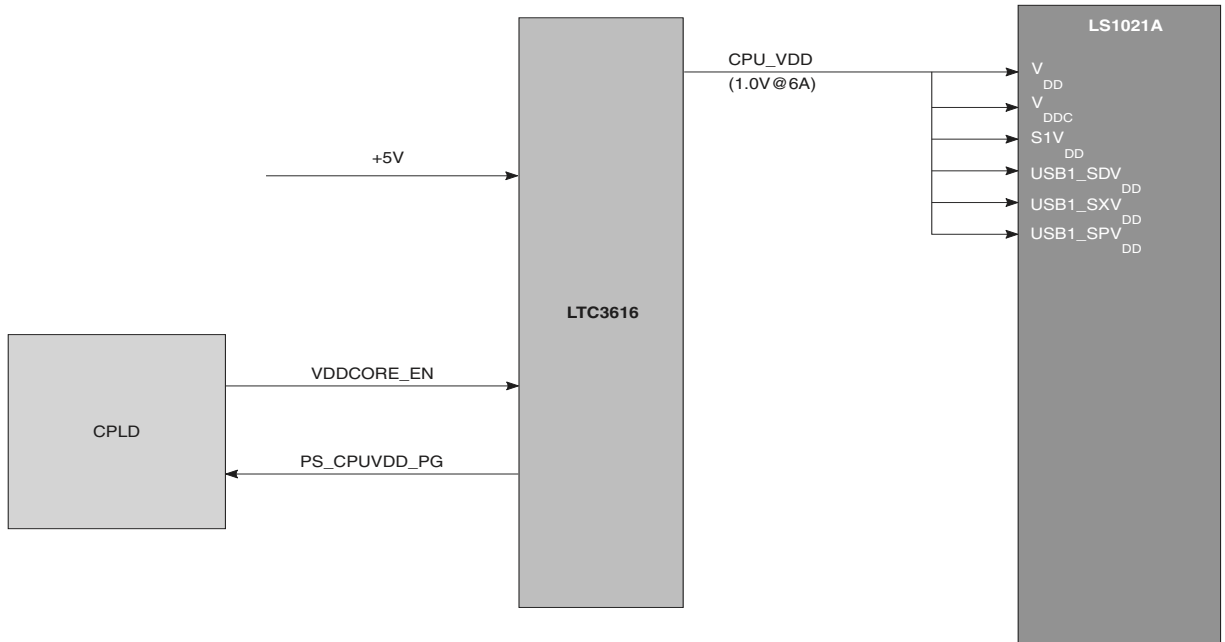 LS1021A
CPU_VDD
(1.0V@6A)
V
DD
V
DDC
S1V
DD
USB1_SDV
DD
USB1_SXV
DD
USB1_SPV
DD
+5V
LTC3616
VDDCORE_EN
CPLD
PS_CPUVDD_PG